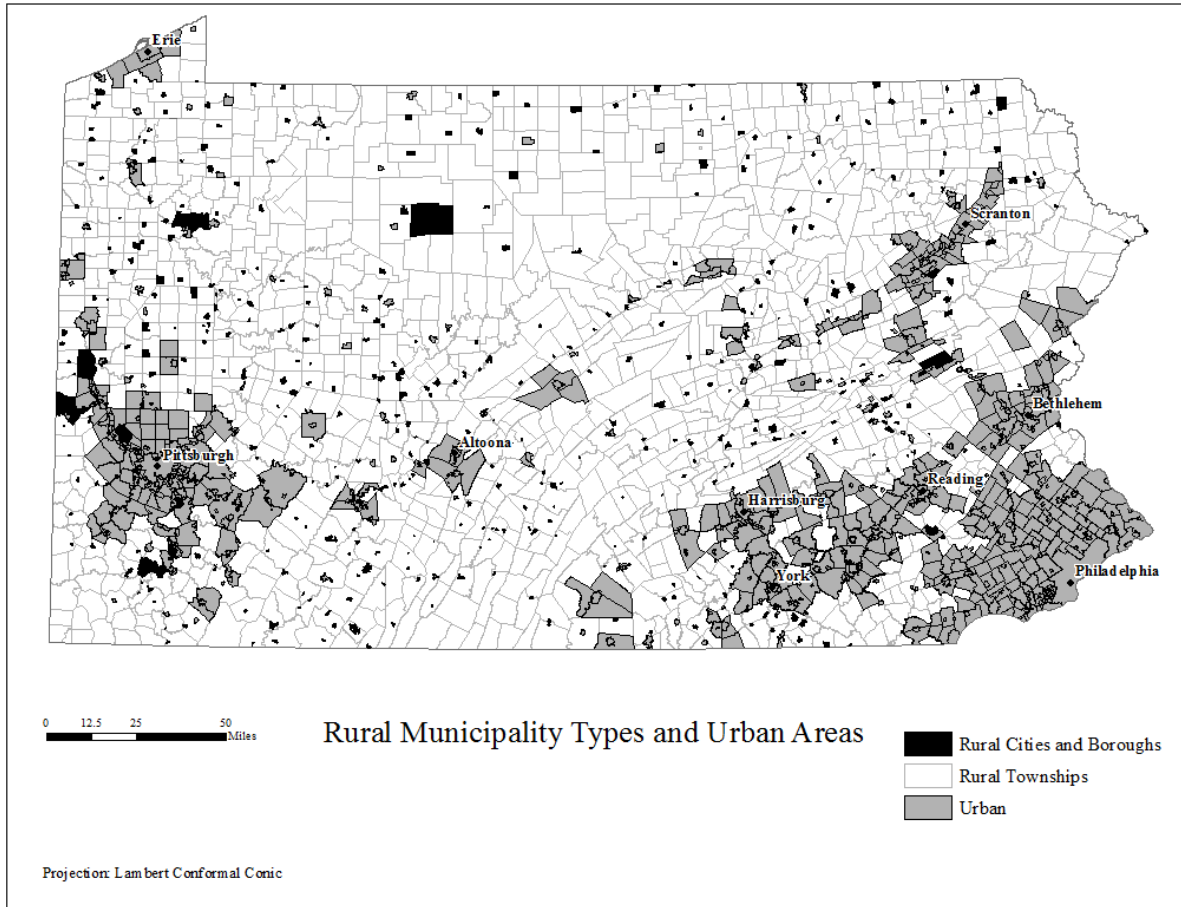 Erie
Scranton
Bethlehem
Altoona
Pittsburgh
Reading
Harrisburg
York
Philadelphia
0 12.5 25 50
Miles
Rural Municipality Types and Urban Areas
Rural Cities and Boroughs
Rural Townships
Urban
Projection: Lambert Conformal Conic